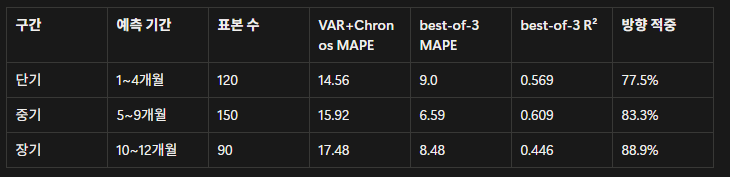 구간 예측 기간 표본 수 VAR+Chron best-of-3 best-of-3 R² 방향 적중
os MAPE MAPE
단기 1~4개월 120 14.56 9.0 0.569 77.5%
중기 5~9개월 150 15.92 6.59 0.609 83.3%
장기 10~12개월 90 17.48 8.48 0.446 88.9%